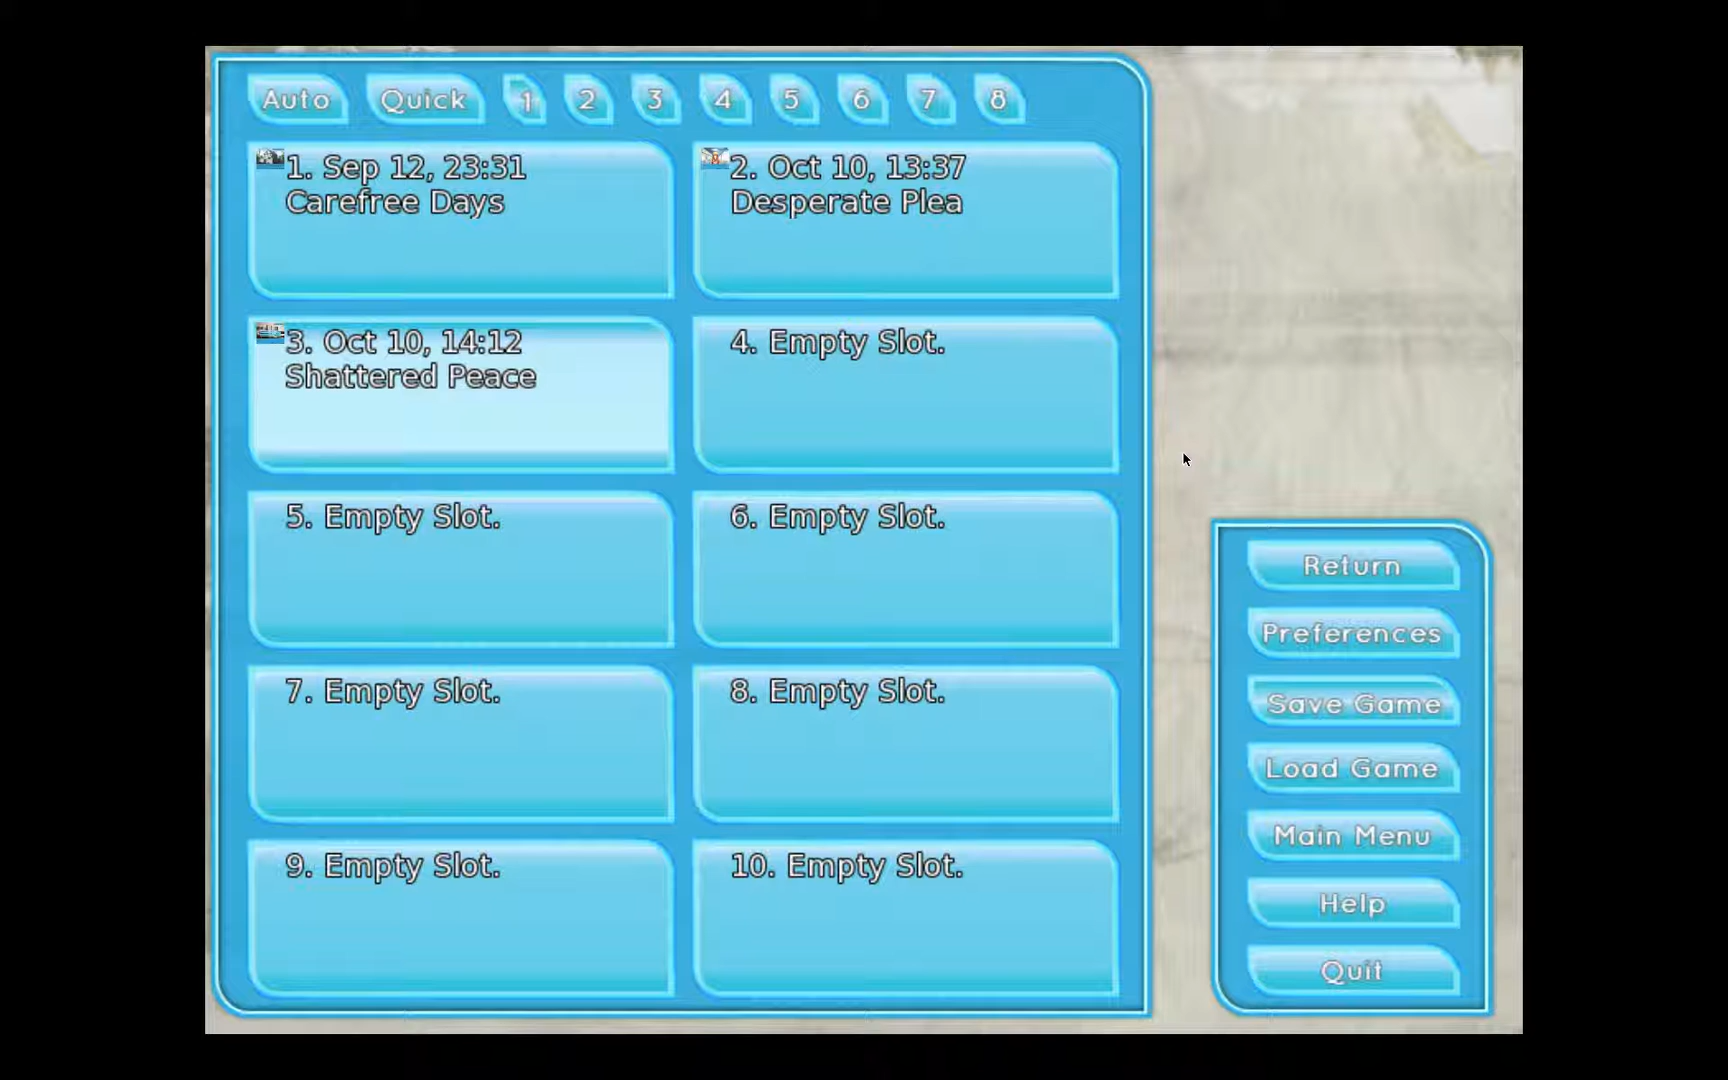 Auto Quick 1 2 3 4 5 6 7 8
1. Sep 12, 23:31
Carefree Days
2. Oct 10, 13:37
Desperate Plea
3. Oct 10, 14:12
Shattered Peace
4. Empty Slot.
5. Empty Slot.
6. Empty Slot.
7. Empty Slot.
8. Empty Slot.
9. Empty Slot.
10. Empty Slot.
Return
Preferences
Save Game
Load Game
Main Menu
Help
Quit